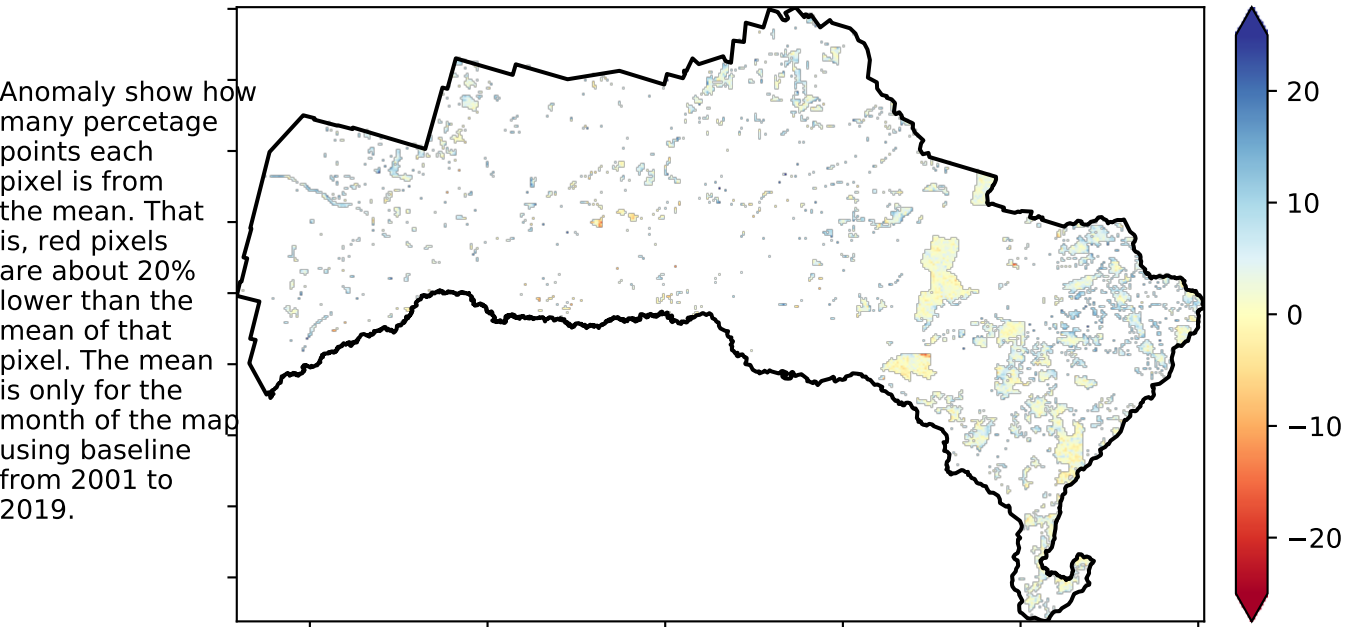 Anomaly show how
many percetage
points each
pixel is from
the mean. That
is, red pixels
are about 20%
lower than the
mean of that
pixel. The mean
is only for the
month of the map
using baseline
from 2001 to
2019.
20
10
0
−10
−20